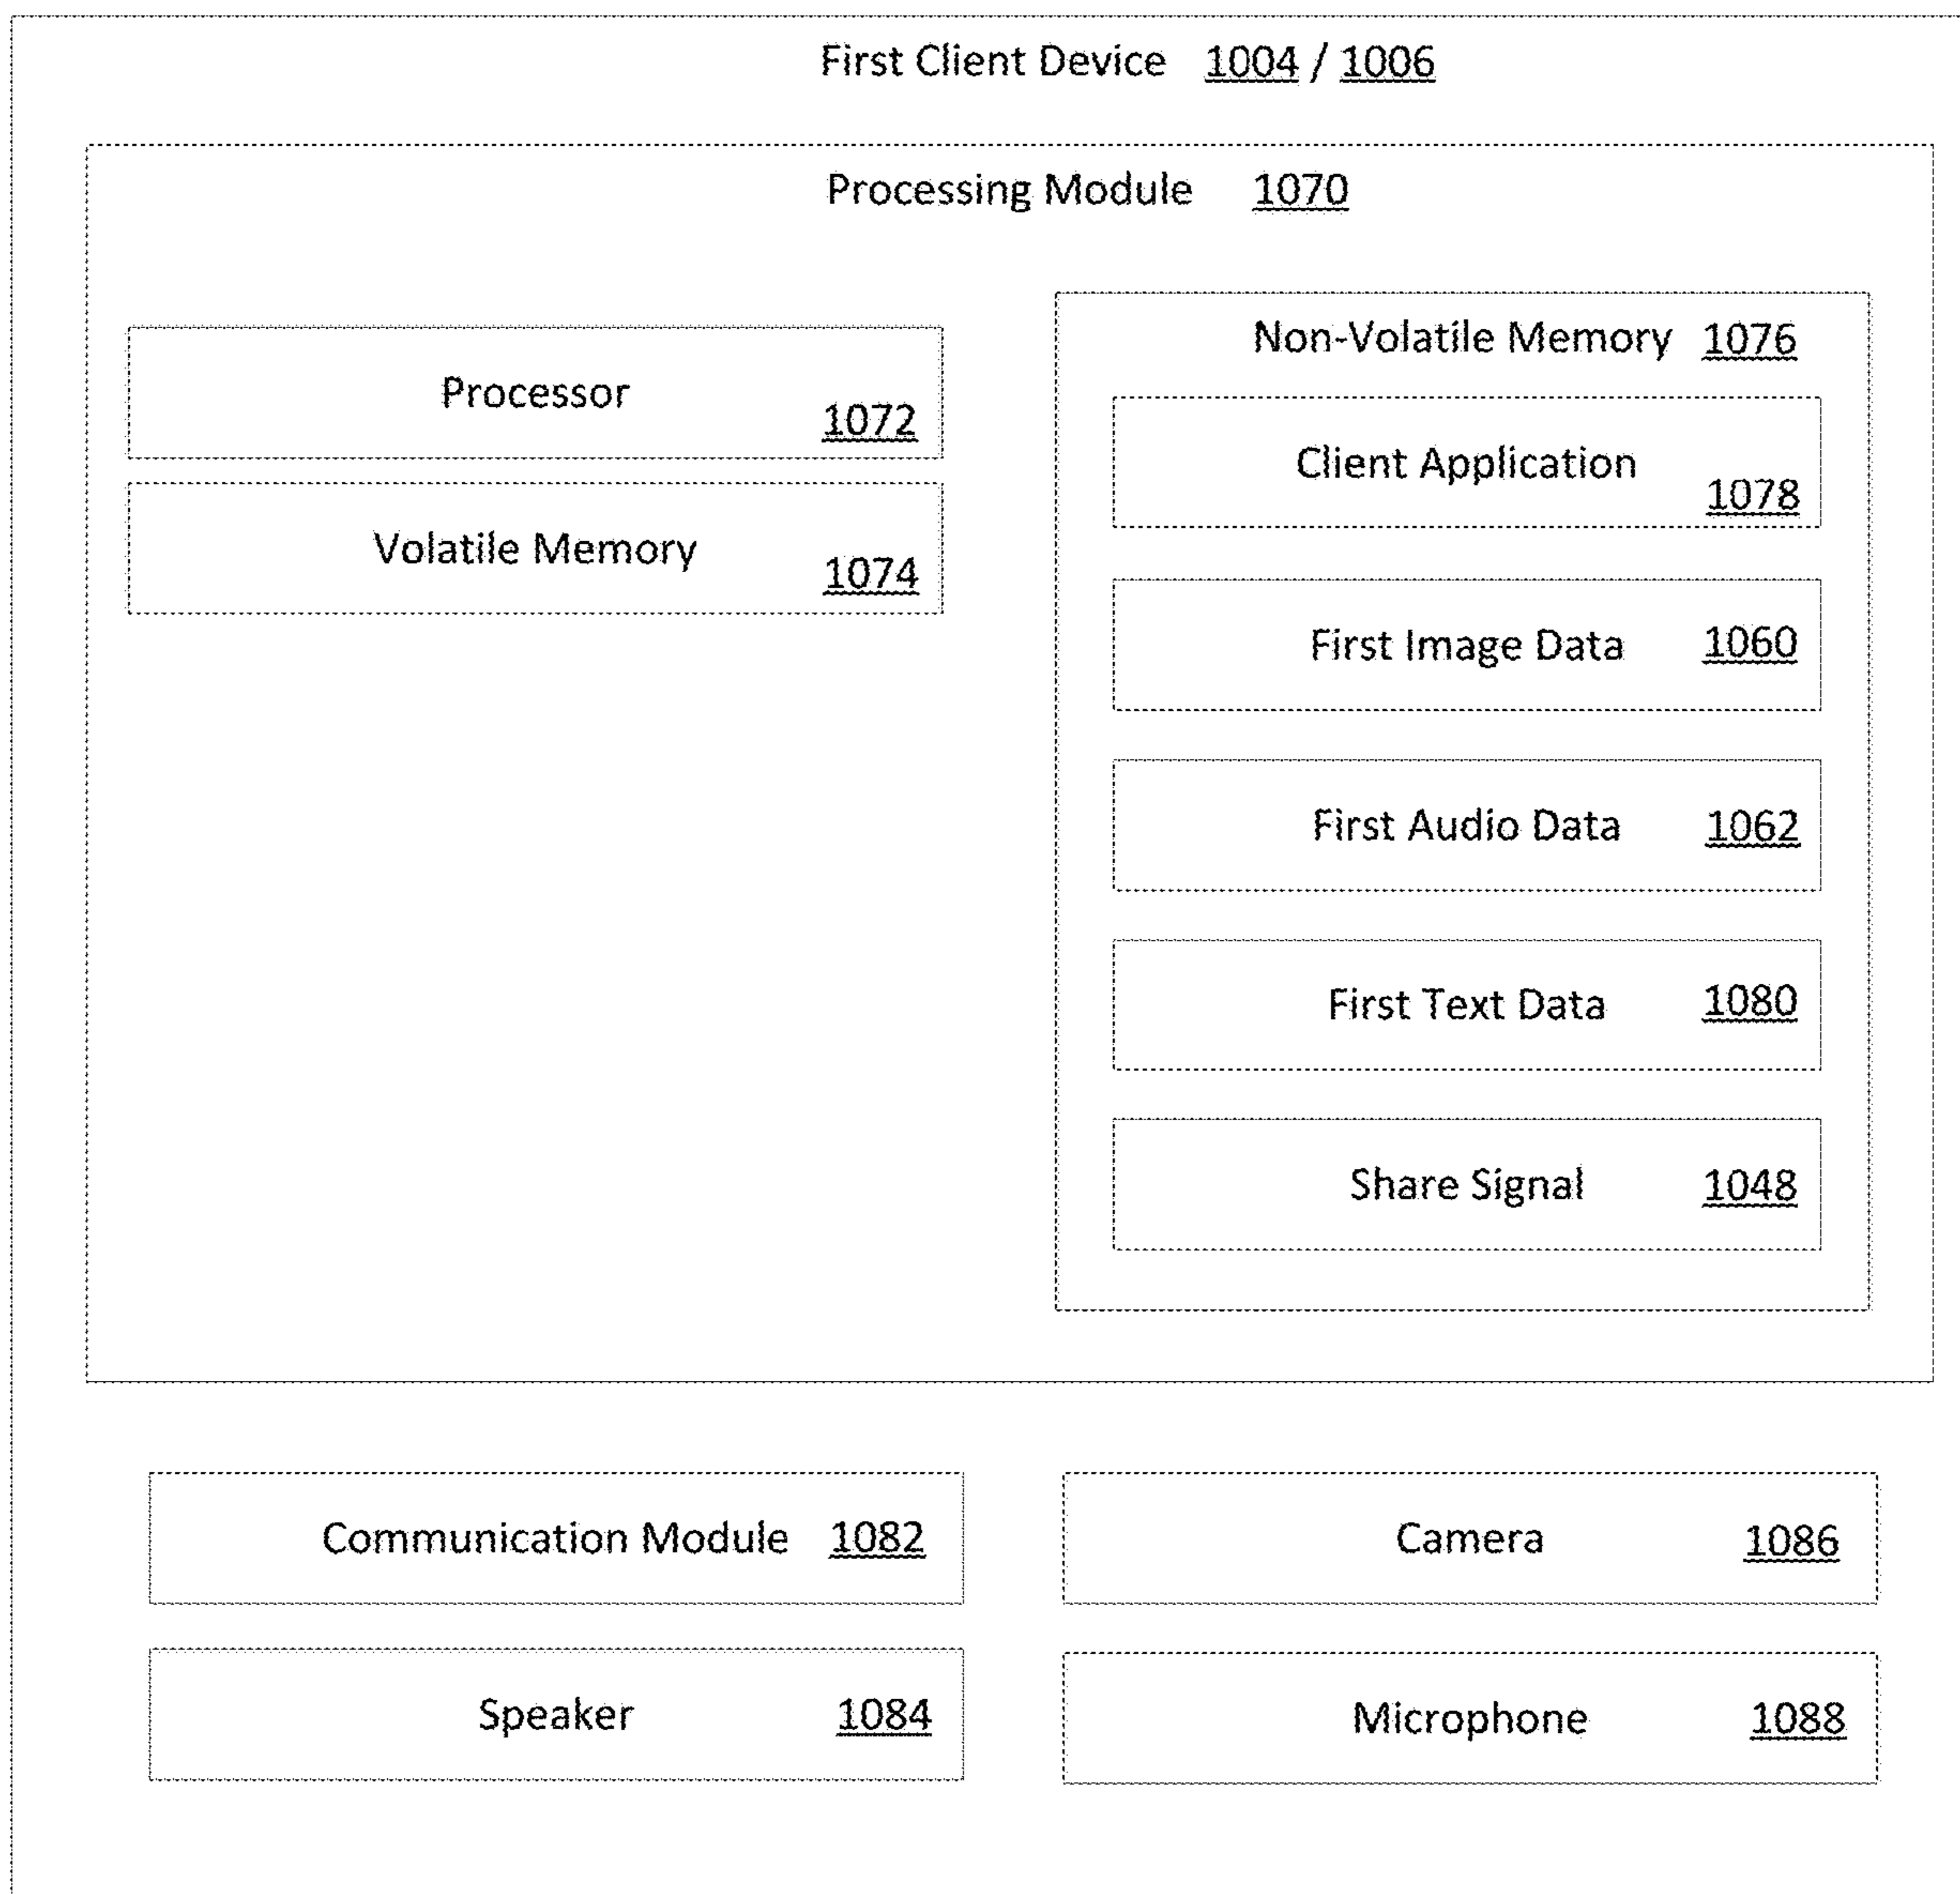 First Client Device 1004 / 1006
Processing Module 1070
Processor 1072
Volatile Memory 1074
Non-Volatile Memory 1076
Client Application 1078
First Image Data 1060
First Audio Data 1062
First Text Data 1080
Share Signal 1048
Communication Module 1082
Camera 1086
Speaker 1084
Microphone 1088